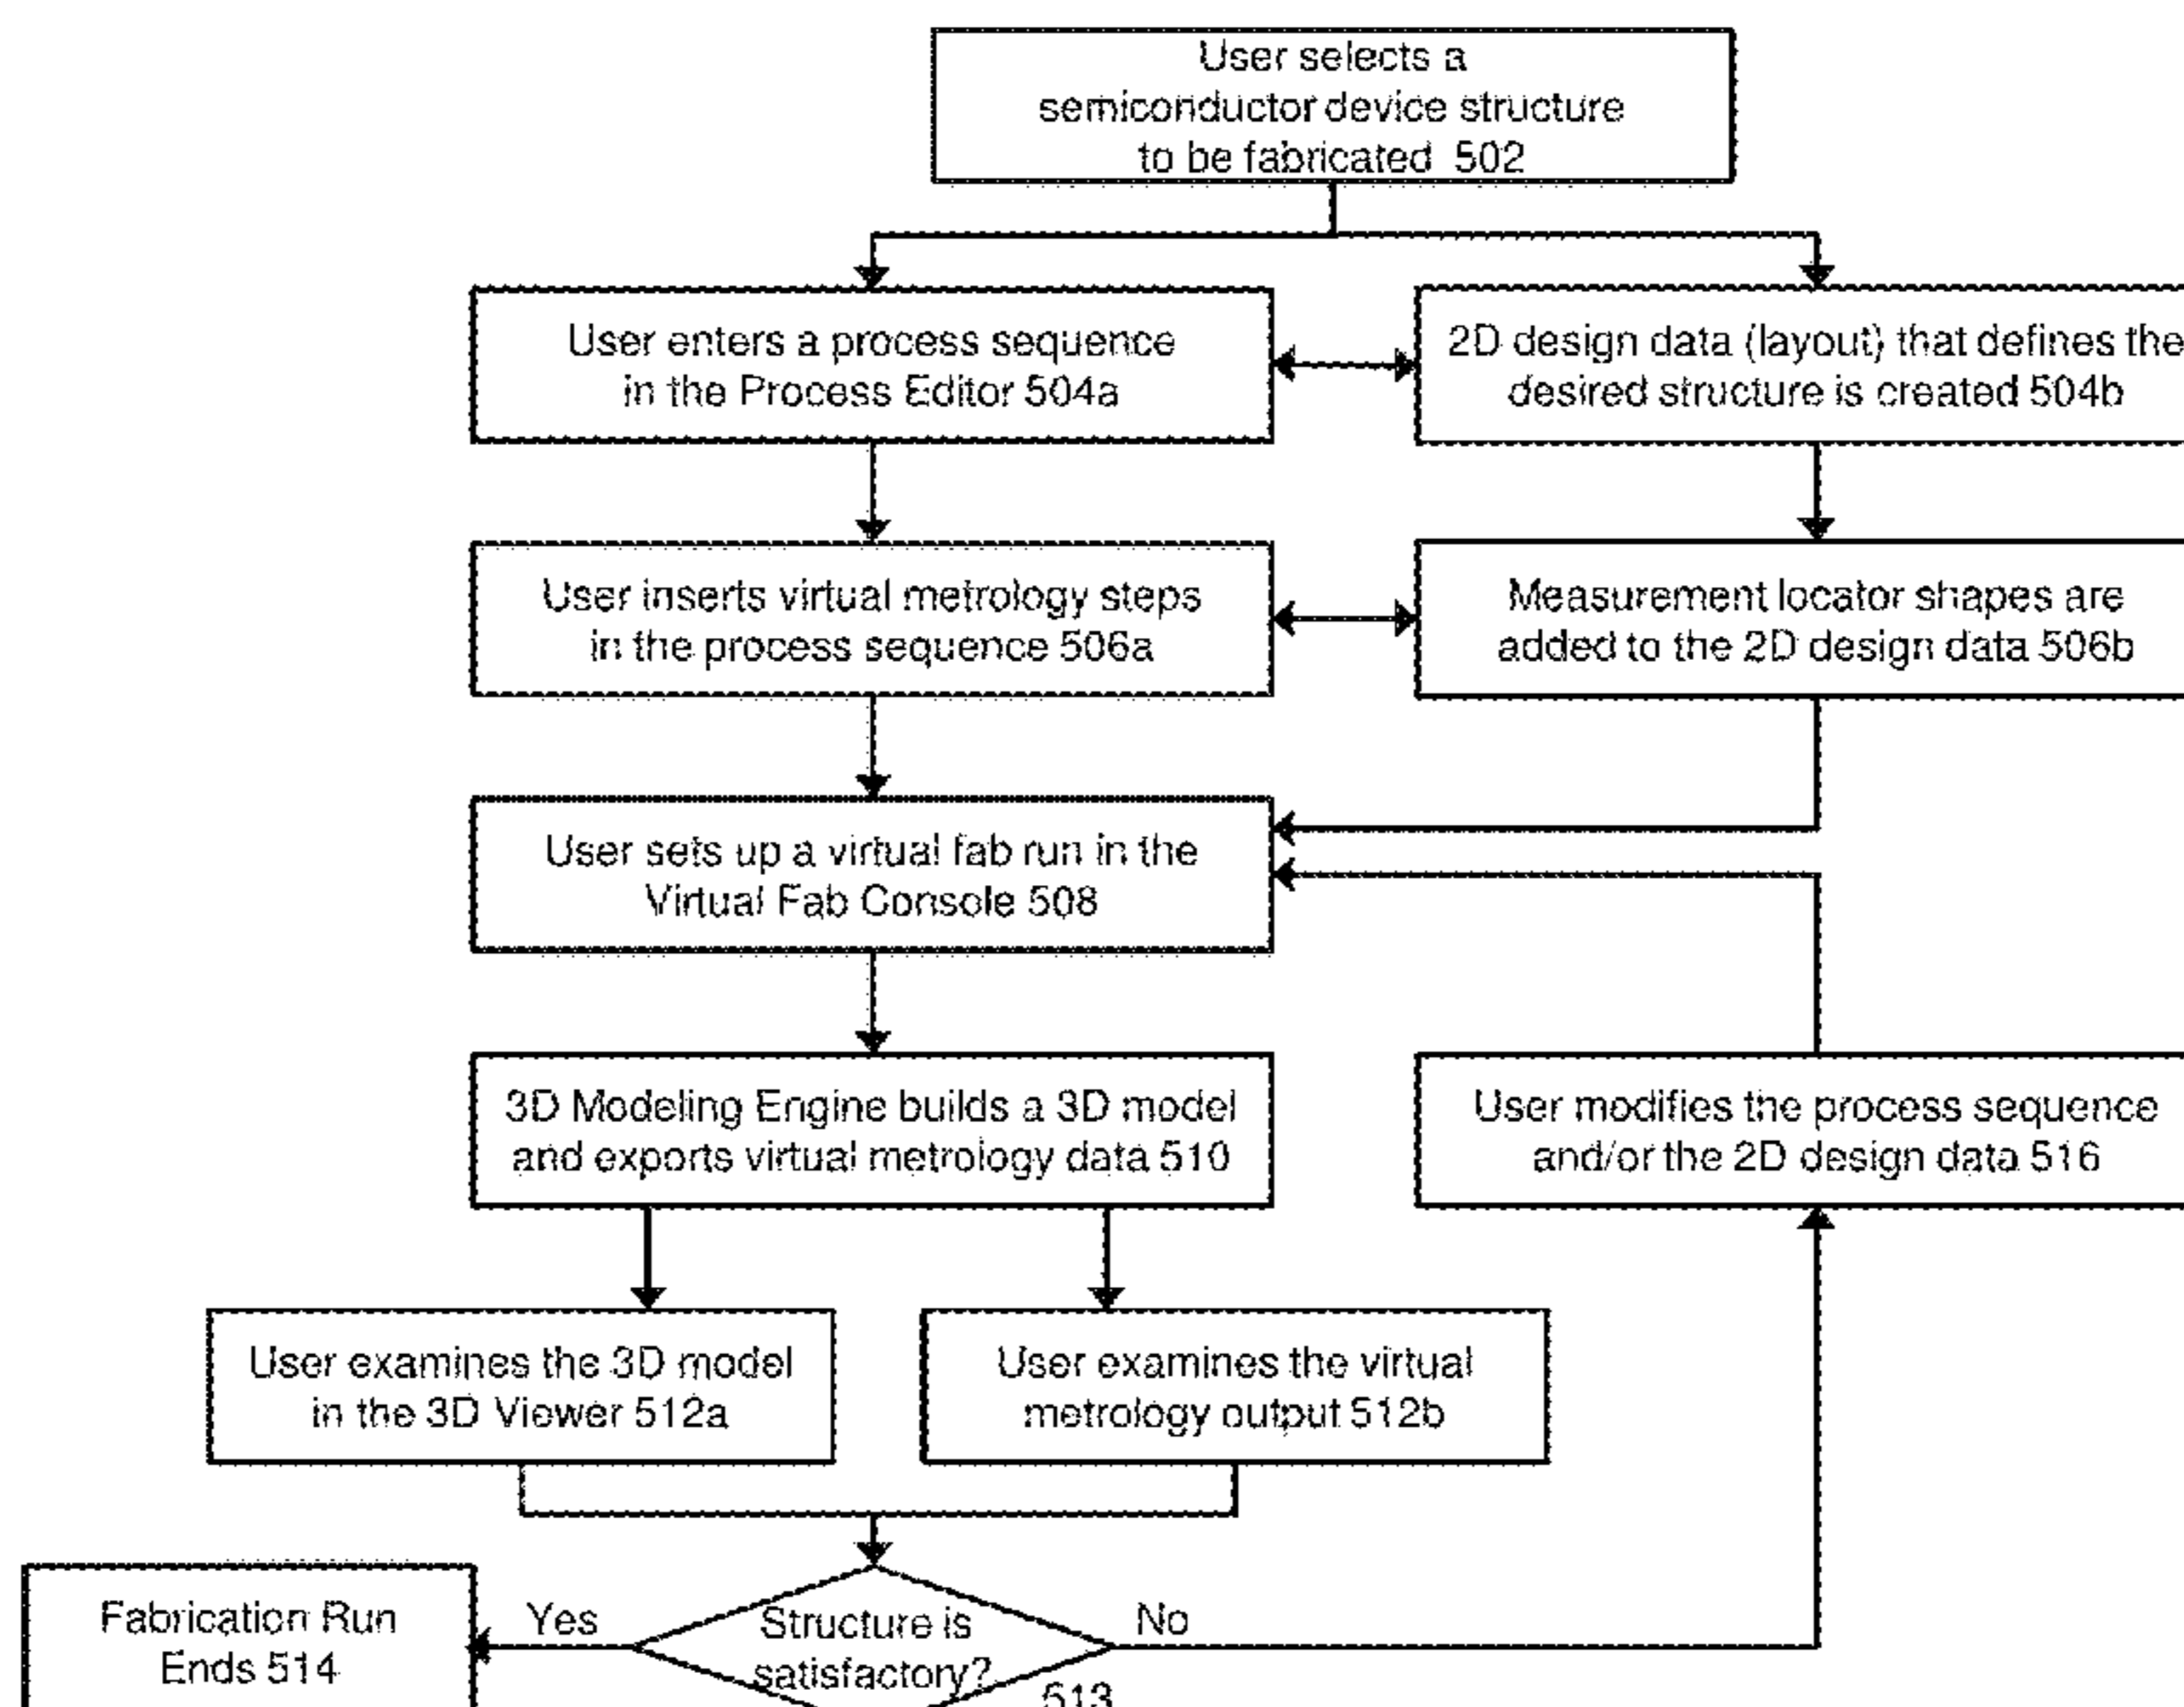 User selects a
semiconductor device structure
to be fabricated 502
User enters a process sequence
in the Process Editor 504a
2D design data (layout) that defines the
desired structure is created 504b
User inserts virtual metrology steps
in the process sequence 506a
Measurement locator shapes are
added to the 2D design data 506b
User sets up a virtual fab run in the
Virtual Fab Console 508
3D Modeling Engine builds a 3D model
and exports virtual metrology data 510
User modifies the process sequence
and/or the 2D design data 516
User examines the 3D model
in the 3D Viewer 512a
User examines the virtual
metrology output 512b
Fabrication Run
Ends 514
Yes
Structure is
satisfactory?
No
513